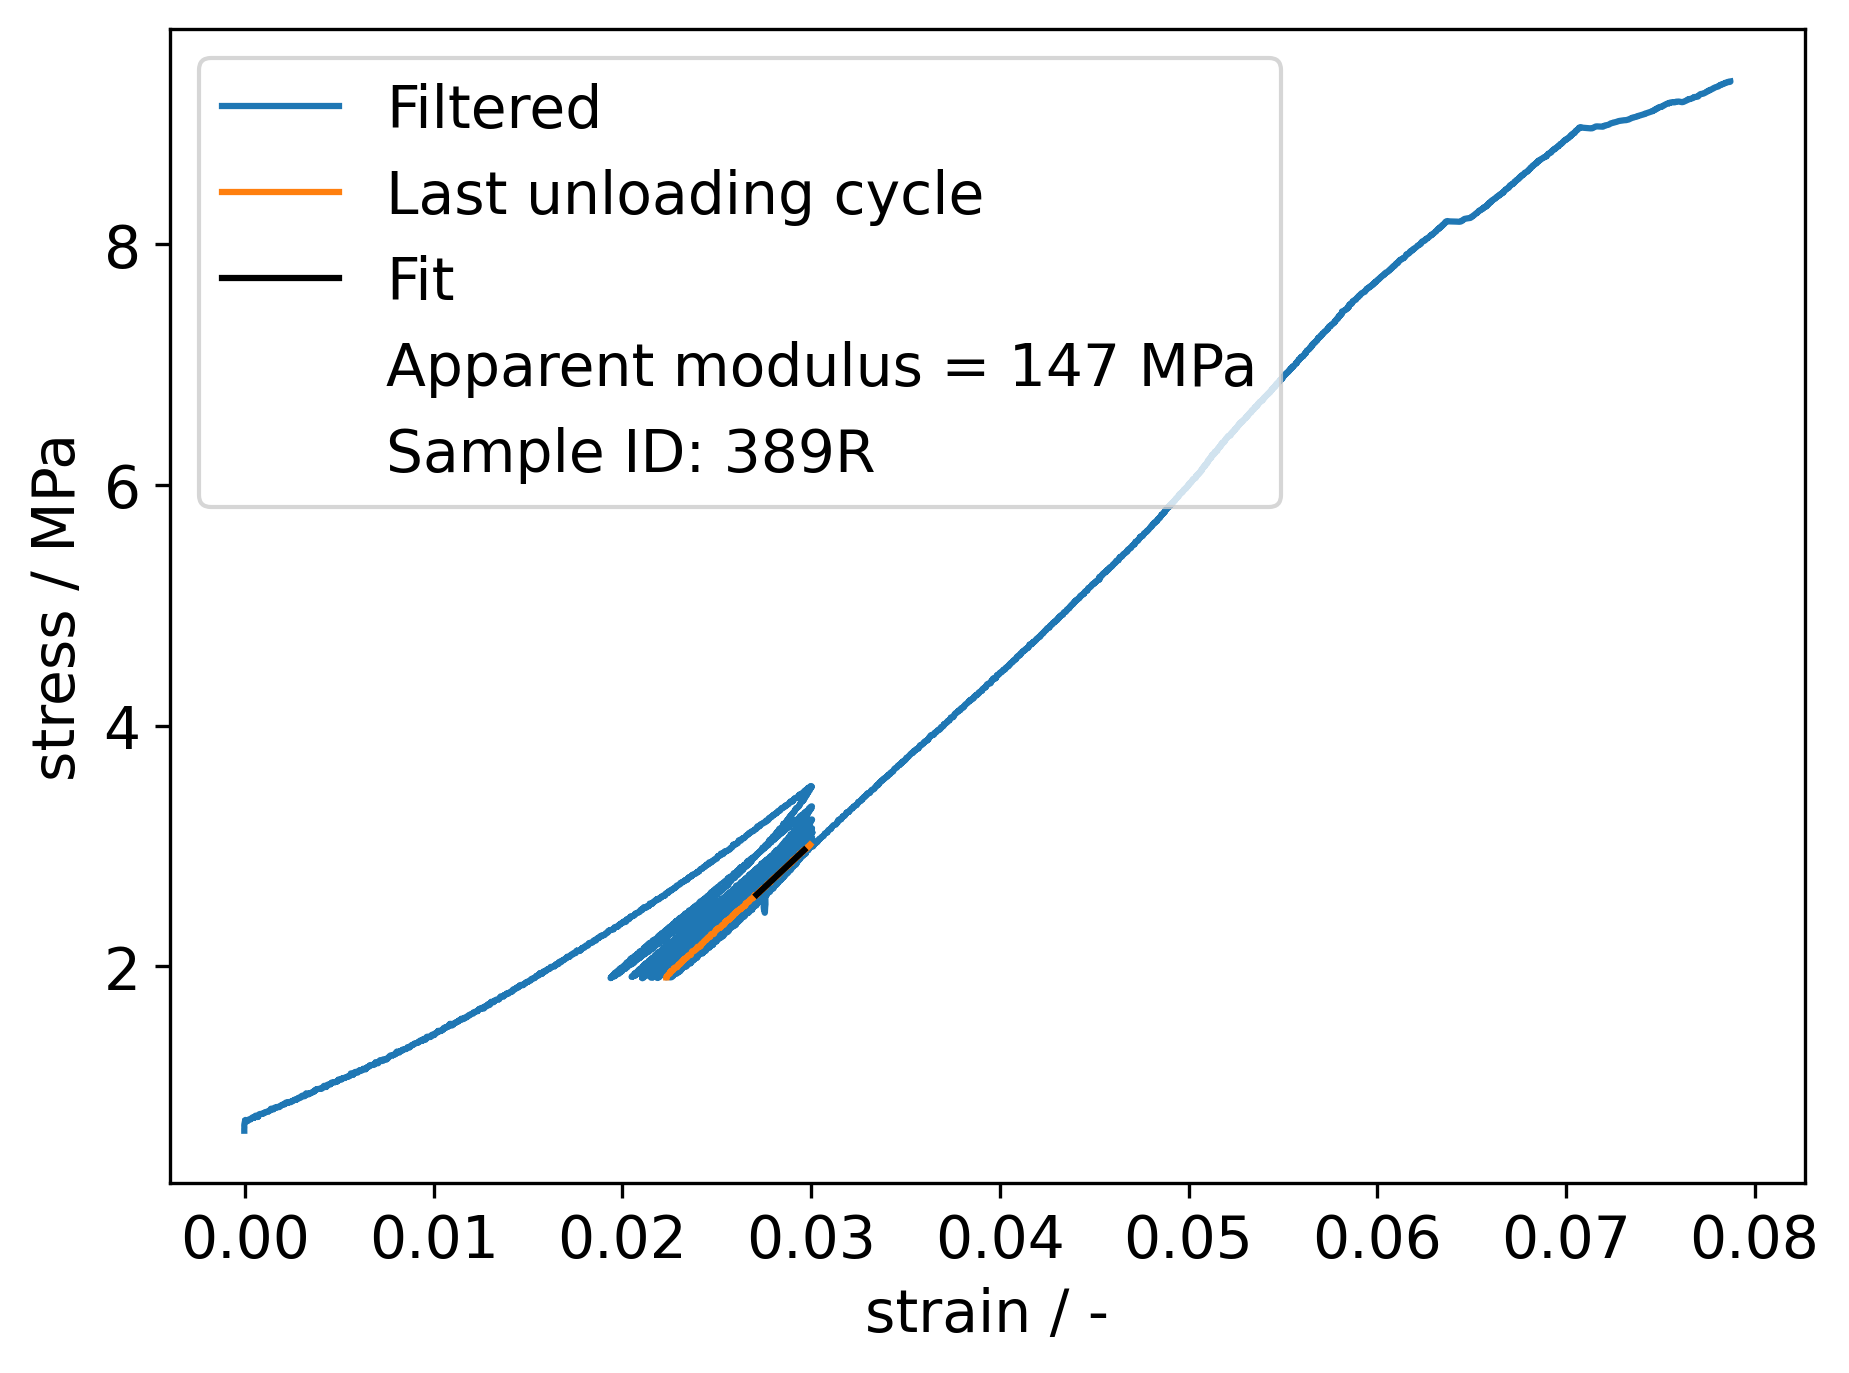 Filtered
Last unloading cycle
Fit
Apparent modulus = 147 MPa
Sample ID: 389R
8
6
4
2
stress / MPa
0.00 0.01 0.02 0.03 0.04 0.05 0.06 0.07 0.08
strain / -